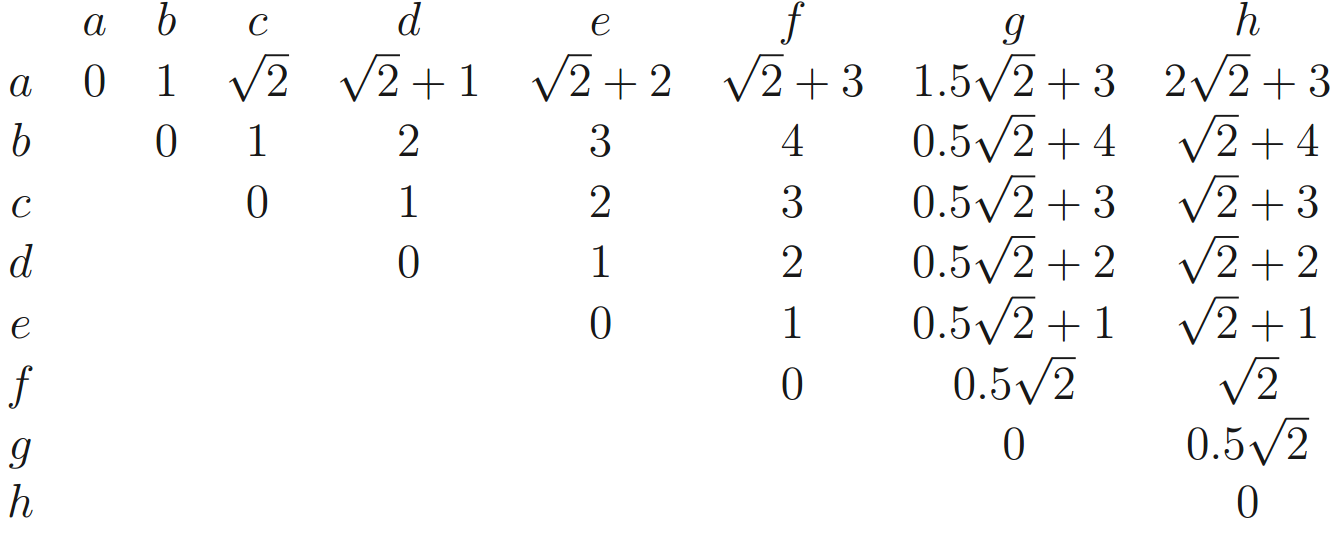 a b c d e f g h
a 0 1 √2 √2 + 1 √2 + 2 √2 + 3 1.5√2 + 3 2√2 + 3
b 0 1 2 3 4 0.5√2 + 4 √2 + 4
c 0 1 2 3 0.5√2 + 3 √2 + 3
d 0 1 2 0.5√2 + 2 √2 + 2
e 0 1 0.5√2 + 1 √2 + 1
f 0 0.5√2 √2
g 0 0.5√2
h 0